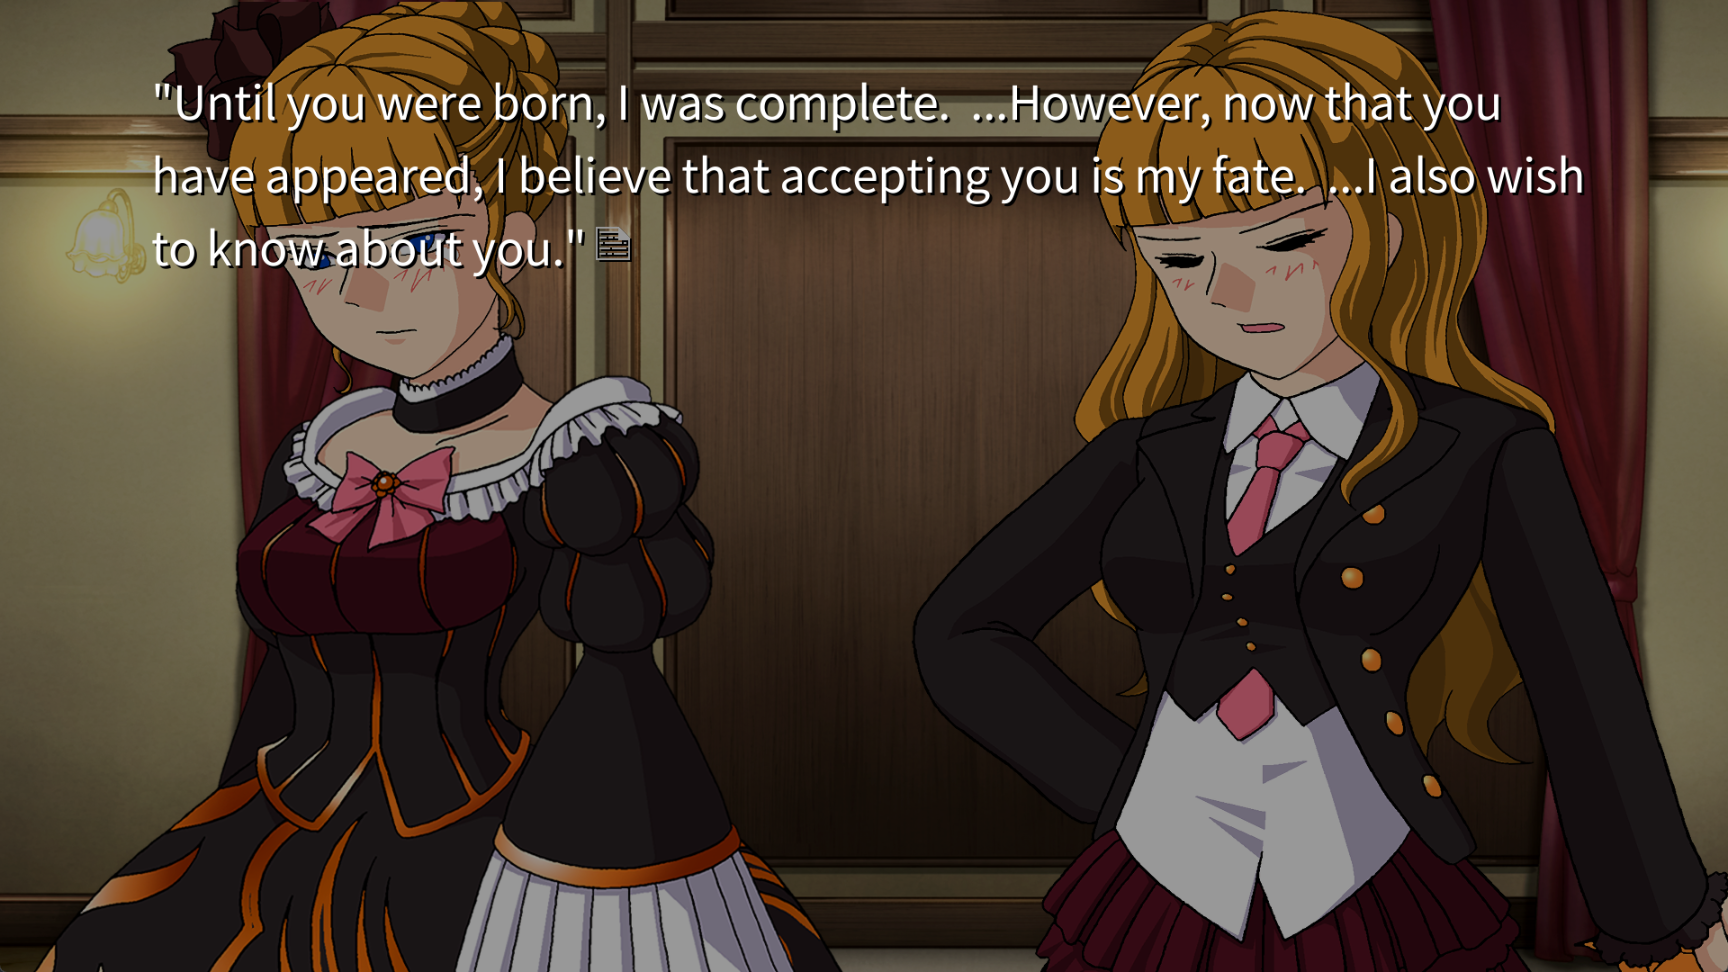 "Until you were born, I was complete.  ...However, now that you
have appeared, I believe that accepting you is my fate.  ...I also wish
to know about you."